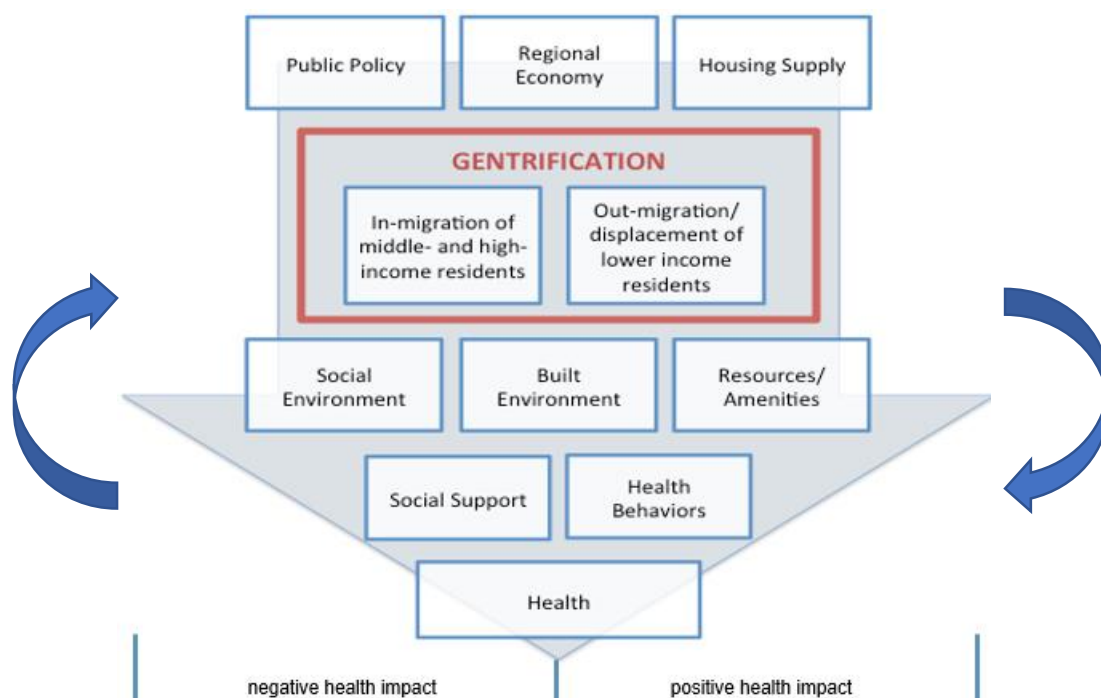 Public Policy
Regional
Economy
Housing Supply
GENTRIFICATION
In-migration of
middle- and high-
income residents
Out-migration/
displacement of
lower income
residents
Social
Environment
Built
Environment
Resources/
Amenities
Social Support
Health
Behaviors
Health
negative health impact
positive health impact